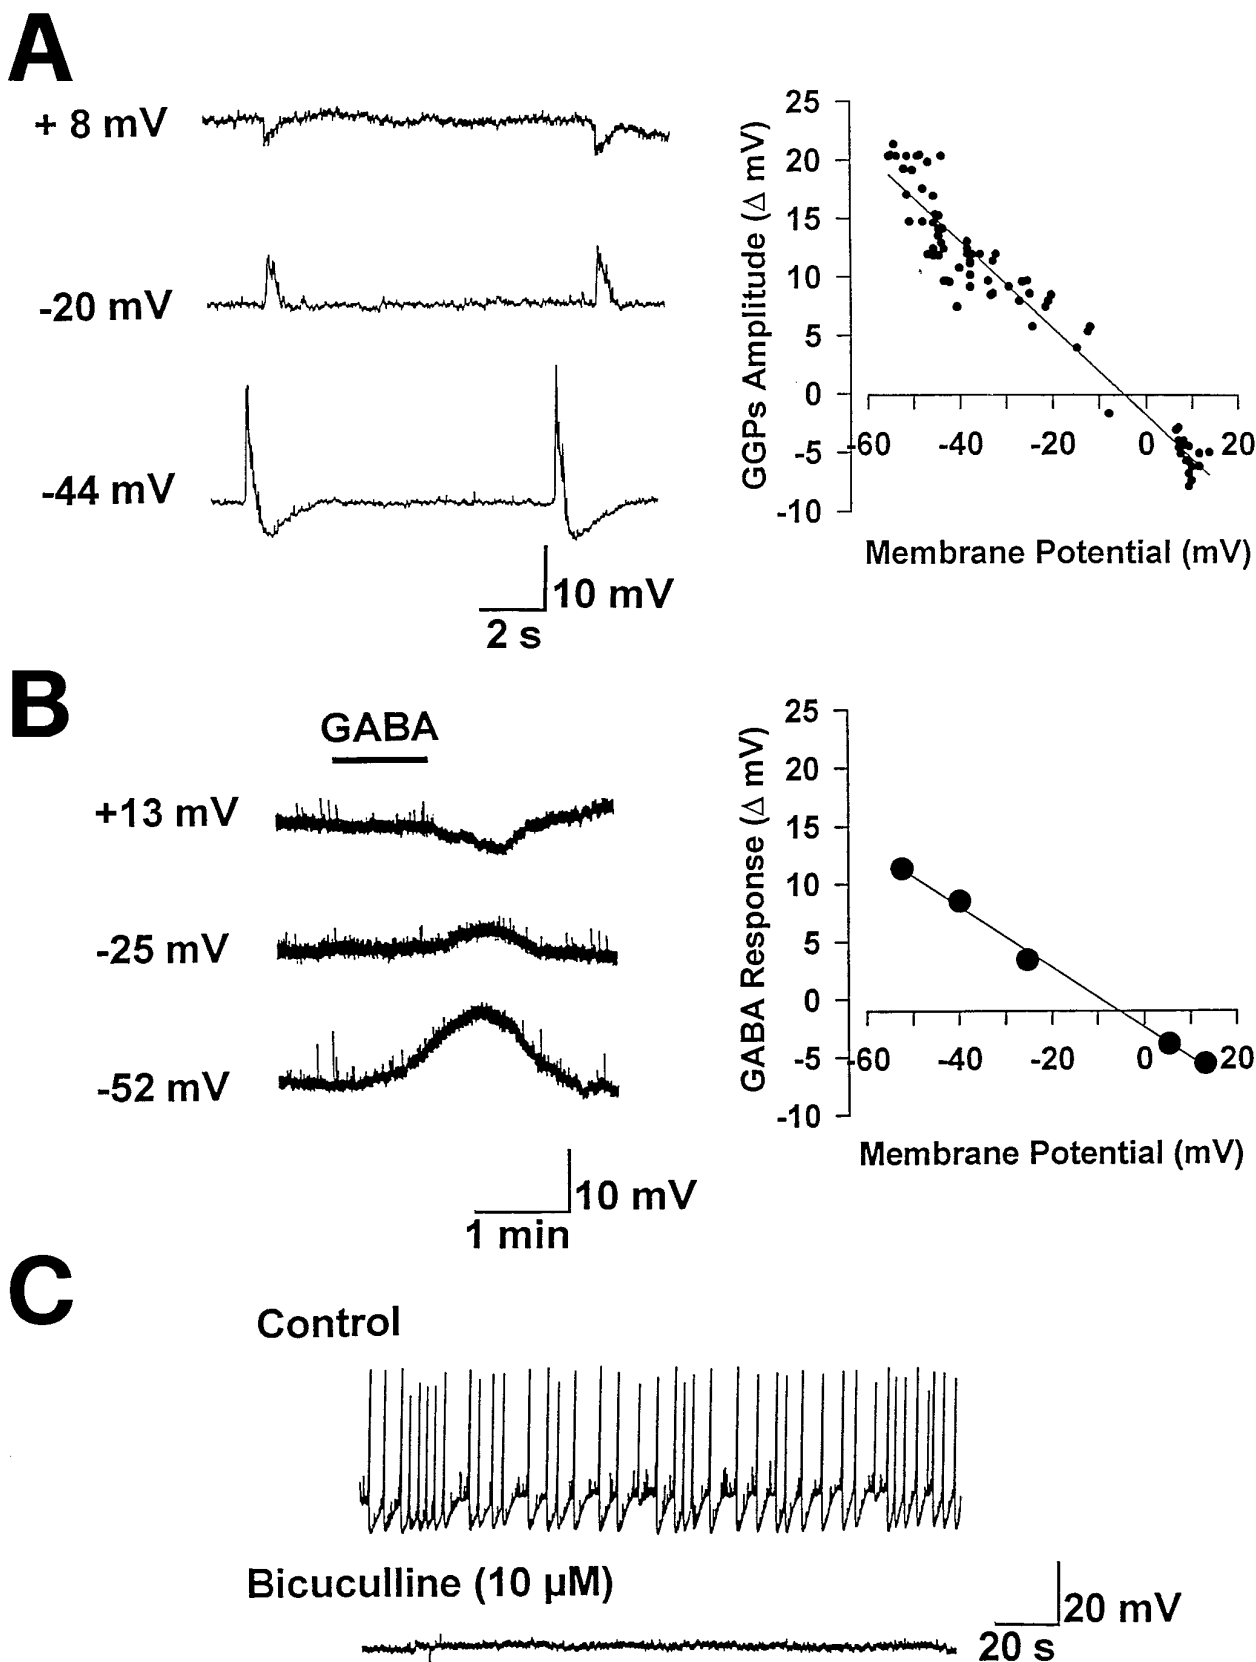 A
+ 8 mV
-20 mV
-44 mV
10 mV
2 s
GGPs Amplitude (Δ mV)
25
20
15
10
5
0
-5
-10
-60 -40 -20 0 20
Membrane Potential (mV)
B
GABA
+13 mV
-25 mV
-52 mV
10 mV
1 min
GABA Response (Δ mV)
25
20
15
10
5
0
-5
-10
-60 -40 -20 0 20
Membrane Potential (mV)
C
Control
Bicuculline (10 µM)
20 mV
20 s